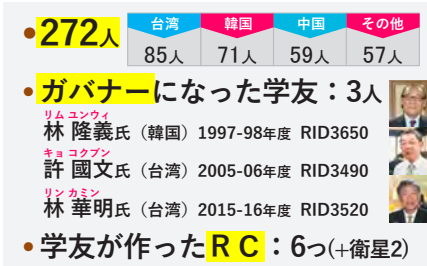 272人
台湾 韓国 中国 その他
85人 71人 59人 57人
ガバナーになった学友：3人
リム ユンウィ
林 隆義氏（韓国）1997-98年度 RID3650
キョ コクブン
許 國文氏（台湾）2005-06年度 RID3490
リン カミン
林 華明氏（台湾）2015-16年度 RID3520
学友が作ったＲＣ：6つ(+衛星2)